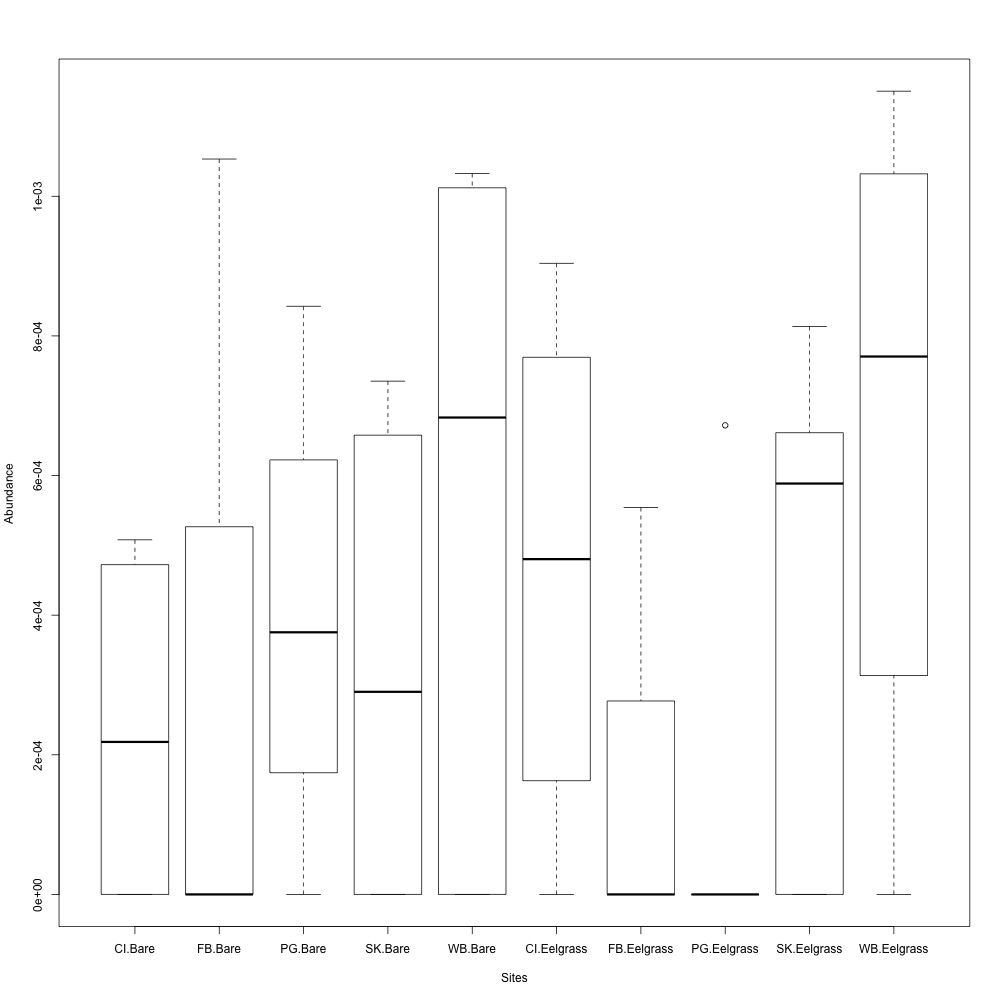 Abundance
1e-03
8e-04
6e-04
4e-04
2e-04
0e+00
CI.Bare FB.Bare PG.Bare SK.Bare WB.Bare CI.Eelgrass FB.Eelgrass PG.Eelgrass SK.Eelgrass WB.Eelgrass
Sites